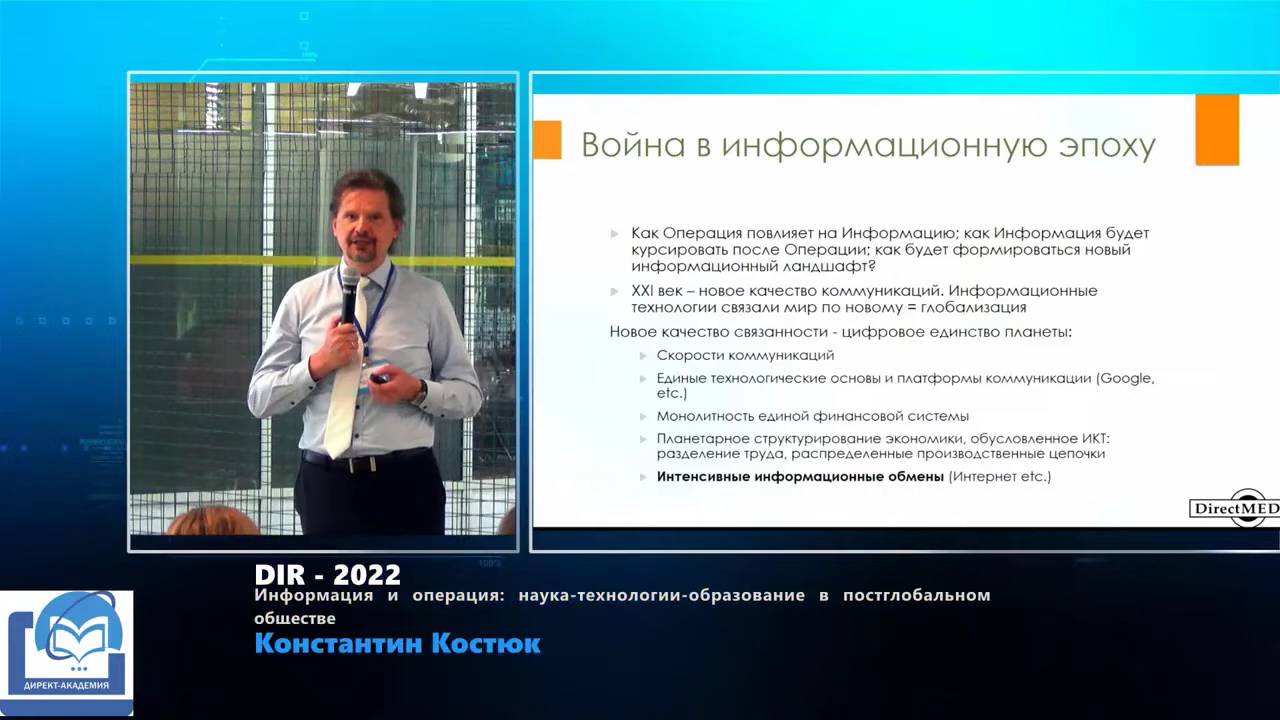 Война в информационную эпоху
Как Операция повлияет на Информацию; как Информация будет
курсировать после Операции; как будет формироваться новый
информационный ландшафт?
XXI век – новое качество коммуникаций. Информационные
технологии связали мир по новому = глобализация
Новое качество связанности - цифровое единство планеты:
Скорости коммуникаций
Единые технологические основы и платформы коммуникации (Google,
etc.)
Монолитность единой финансовой системы
Планетарное структурирование экономики, обусловленное ИКТ:
разделение труда, распределенные производственные цепочки
Интенсивные информационные обмены (Интернет etc.)
DirectMED
DIR - 2022
Информация и операция: наука-технологии-образование в постглобальном
обществе
Константин Костюк
ДИРЕКТ-АКАДЕМИЯ
100%